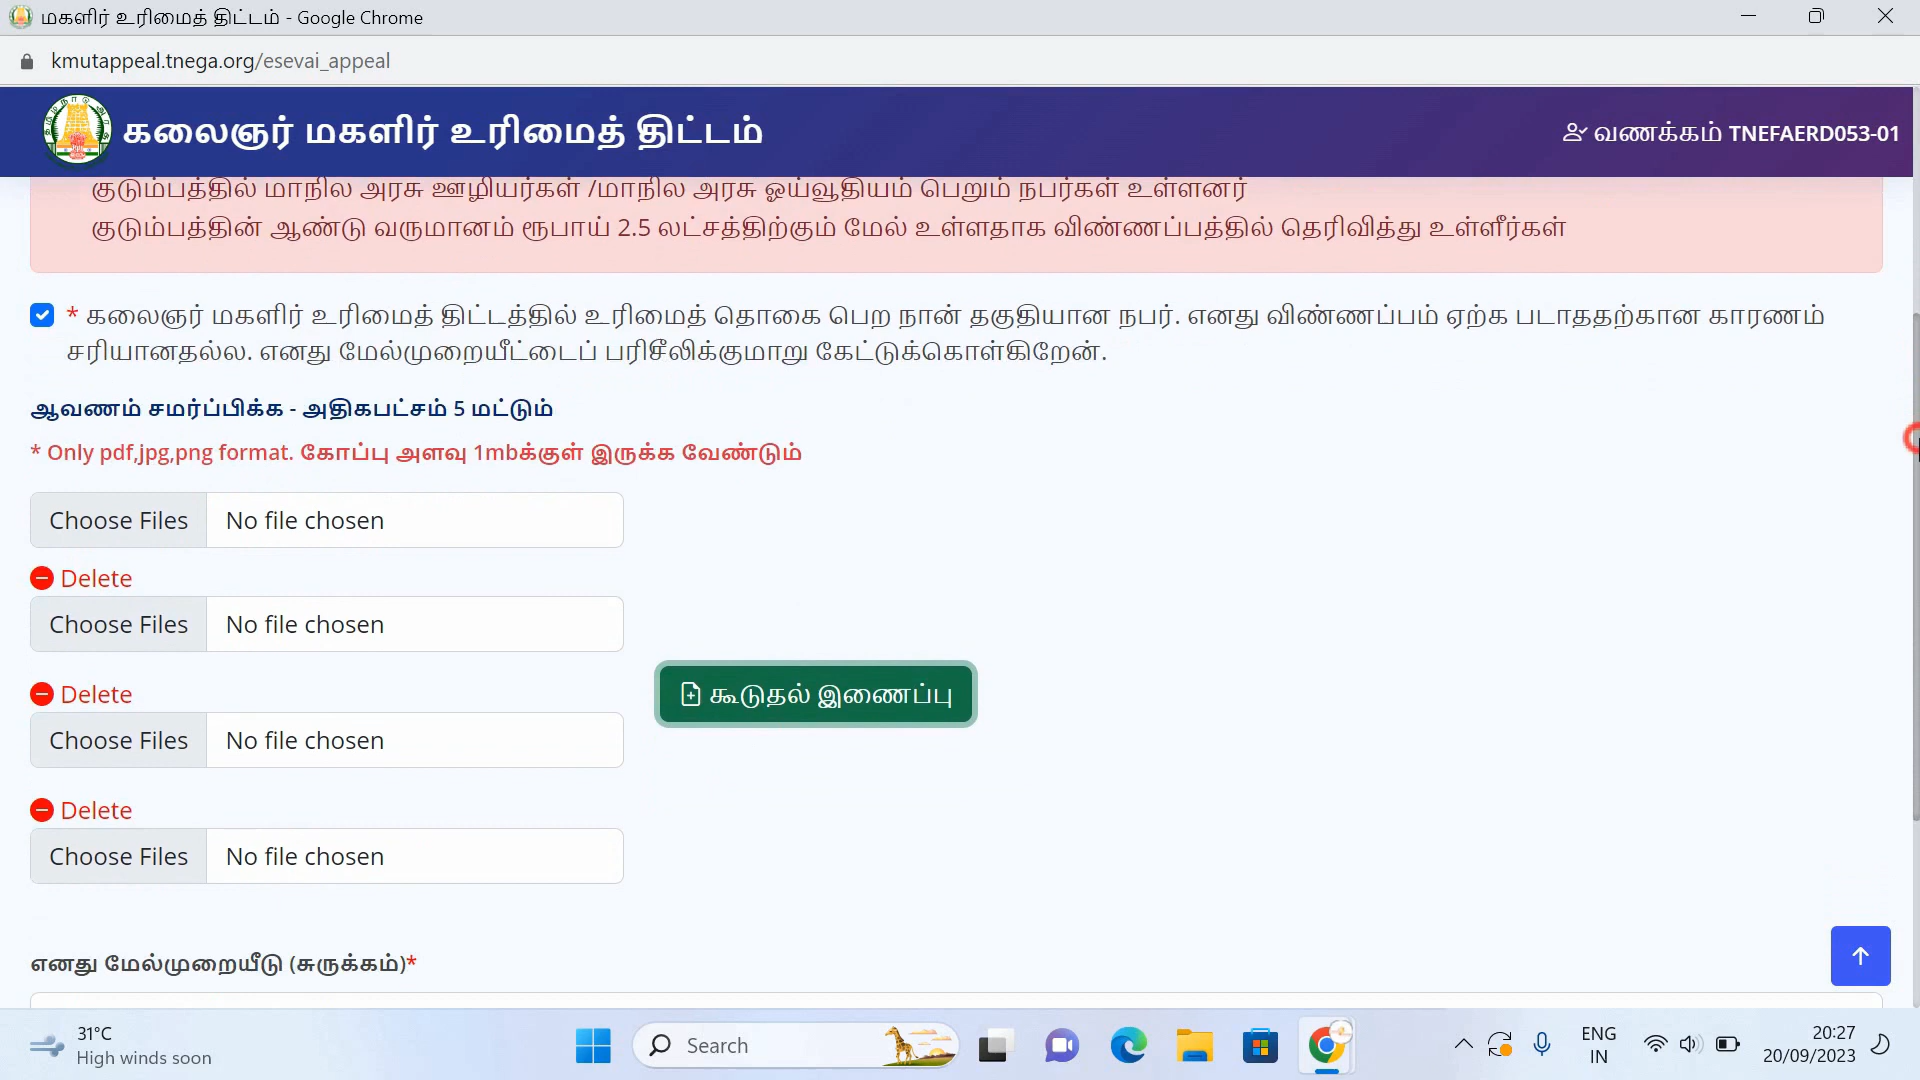 மகளிர் உரிமைத் திட்டம் - Google Chrome
kmutappeal.tnega.org/esevai_appeal
கலைஞர் மகளிர் உரிமைத் திட்டம்
வணக்கம் TNEFAERD053-01
குடும்பத்தில் மாநில அரசு ஊழியர்கள் /மாநில அரசு ஓய்வூதியம் பெறும் நபர்கள் உள்ளனர்
குடும்பத்தின் ஆண்டு வருமானம் ரூபாய் 2.5 லட்சத்திற்கும் மேல் உள்ளதாக விண்ணப்பத்தில் தெரிவித்து உள்ளீர்கள்
* கலைஞர் மகளிர் உரிமைத் திட்டத்தில் உரிமைத் தொகை பெற நான் தகுதியான நபர். எனது விண்ணப்பம் ஏற்க படாததற்கான காரணம்
சரியானதல்ல. எனது மேல்முறையீட்டைப் பரிசீலிக்குமாறு கேட்டுக்கொள்கிறேன்.
ஆவணம் சமர்ப்பிக்க - அதிகபட்சம் 5 மட்டும்
* Only pdf,jpg,png format. கோப்பு அளவு 1mbக்குள் இருக்க வேண்டும்
Choose Files No file chosen
Delete
Choose Files No file chosen
Delete
கூடுதல் இணைப்பு
Choose Files No file chosen
Delete
Choose Files No file chosen
எனது மேல்முறையீடு (சுருக்கம்)*
31°C
High winds soon
Search
ENG
IN
20:27
20/09/2023